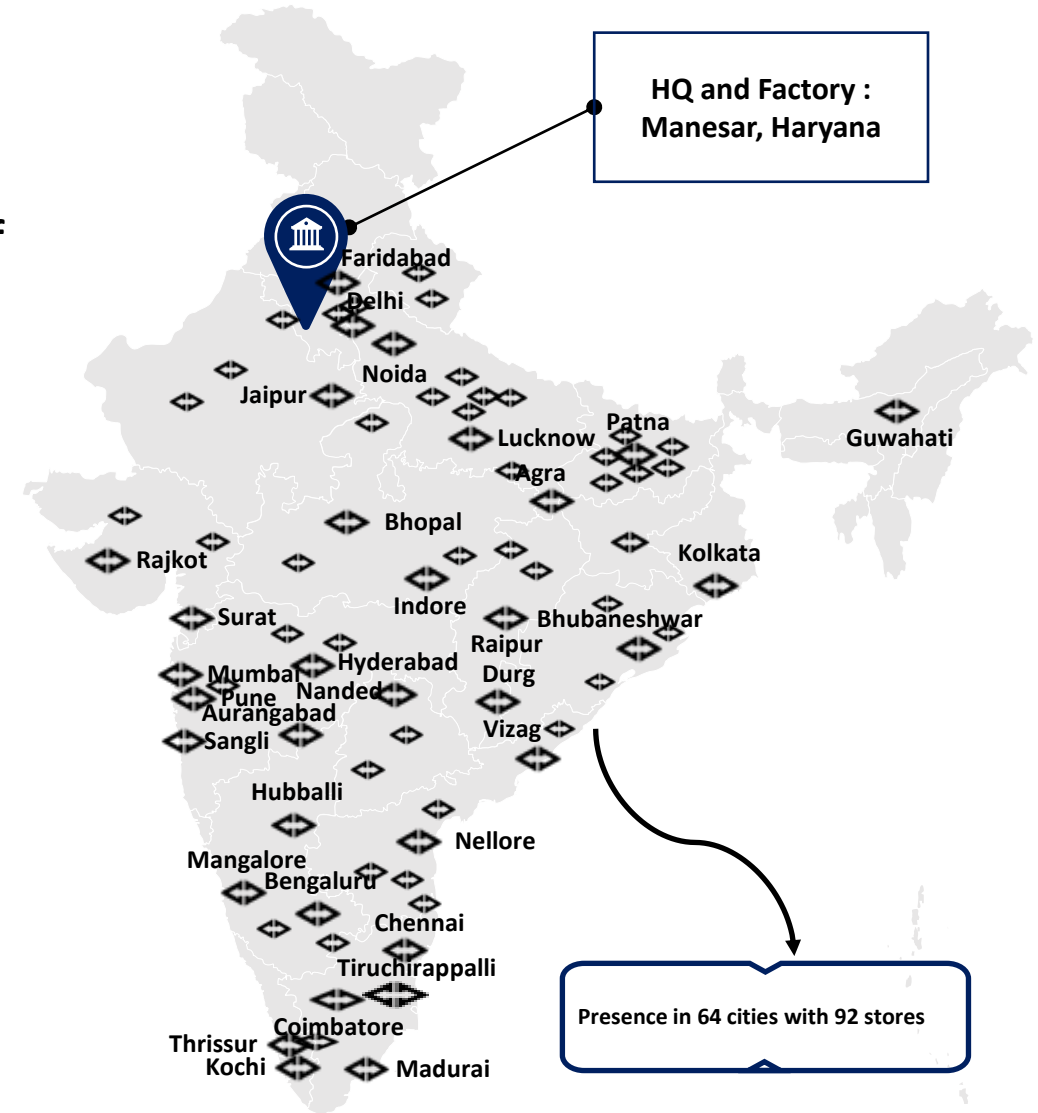 HQ and Factory :
Manesar, Haryana
Faridabad
Delhi
Noida
Jaipur
Patna
Guwahati
Lucknow
Agra
Bhopal
Kolkata
Rajkot
Indore
Surat
Bhubaneshwar
Raipur
Hyderabad
Mumbai
Durg
Nanded
Pune
Aurangabad
Vizag
Sangli
Hubballi
Nellore
Mangalore
Bengaluru
Chennai
Tiruchirappalli
Presence in 64 cities with 92 stores
Coimbatore
Thrissur
Kochi
Madurai